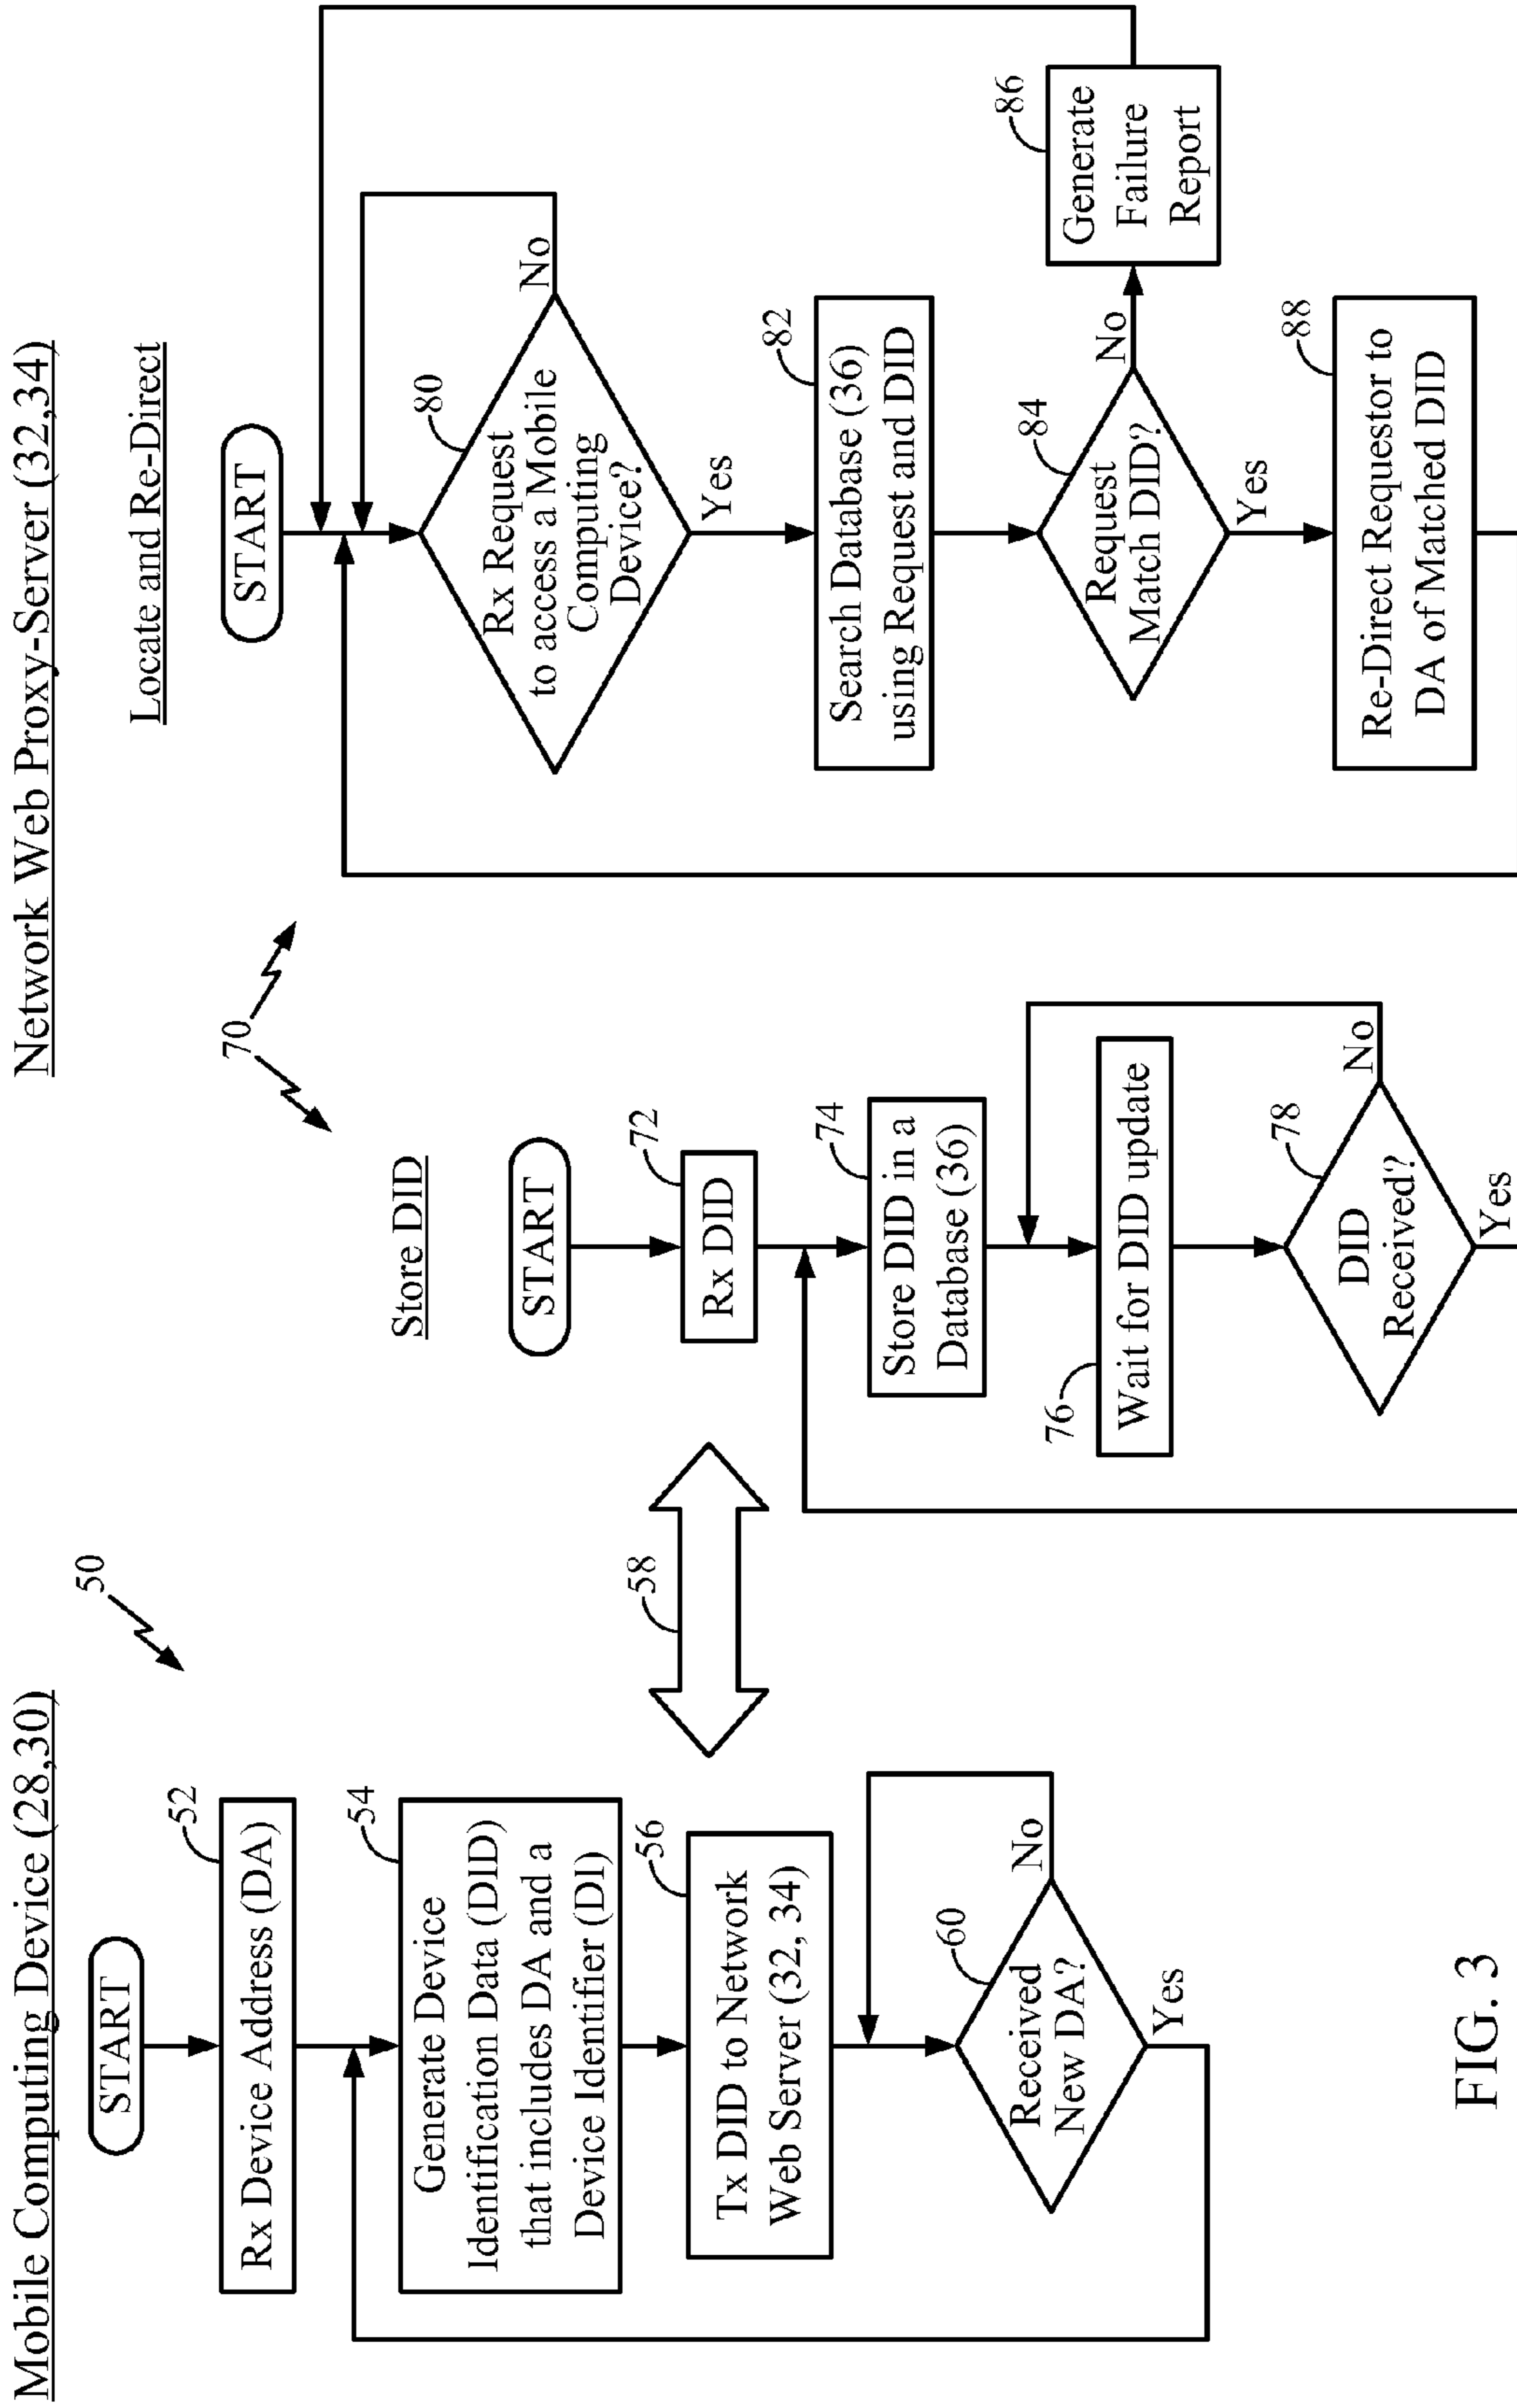 Mobile Computing Device (28,30)
50
START
52
Rx Device Address (DA)
54
Generate Device
Identification Data (DID)
that includes DA and a
Device Identifier (DI)
56
Tx DID to Network
Web Server (32, 34)
60
Received
New DA?
No
Yes
58
Network Web Proxy-Server (32,34)
70
Store DID
START
72
Rx DID
74
Store DID in a
Database (36)
76
Wait for DID update
78
DID
Received?
No
Yes
Locate and Re-Direct
START
80
Rx Request
to access a Mobile
Computing
Device?
No
Yes
82
Search Database (36)
using Request and DID
84
Request
Match DID?
No
Yes
86
Generate
Failure
Report
88
Re-Direct Requestor to
DA of Matched DID
FIG. 3